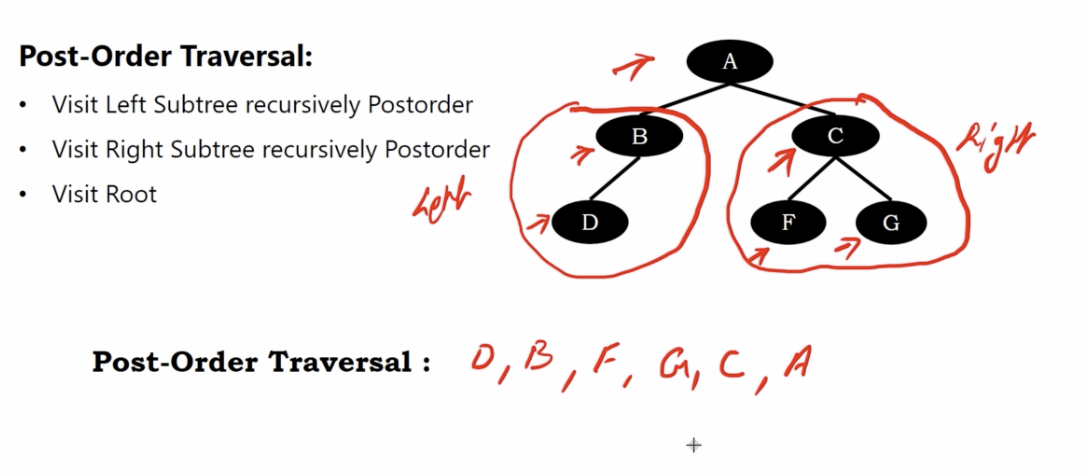 Post-Order Traversal:
• Visit Left Subtree recursively Postorder
• Visit Right Subtree recursively Postorder
• Visit Root
A
B
C
D
F
G
Left
Right
Post-Order Traversal : D, B, F, G, C, A